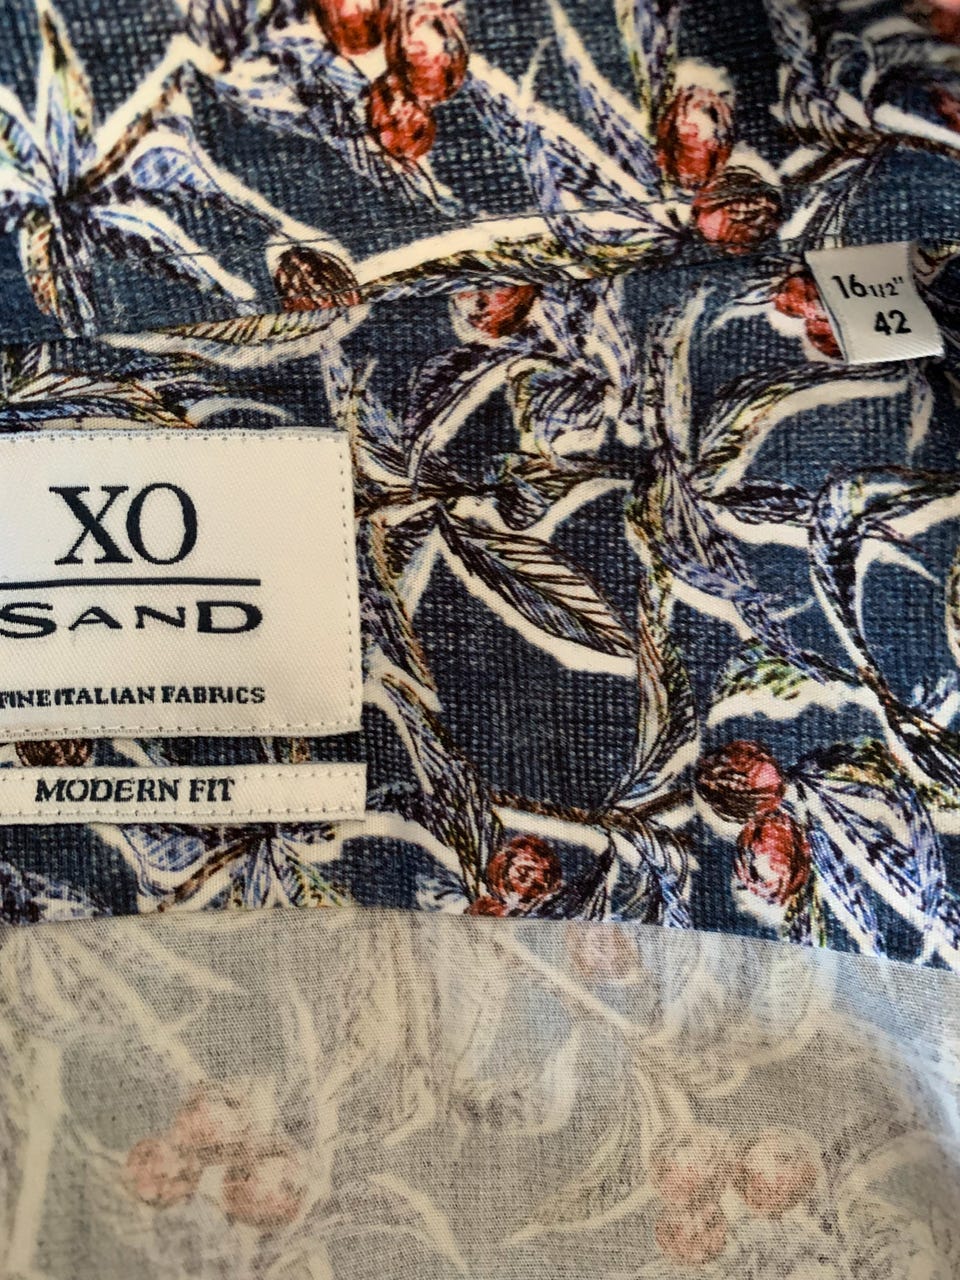 16 1/2"
42
XO
SAND
FINE ITALIAN FABRICS
MODERN FIT